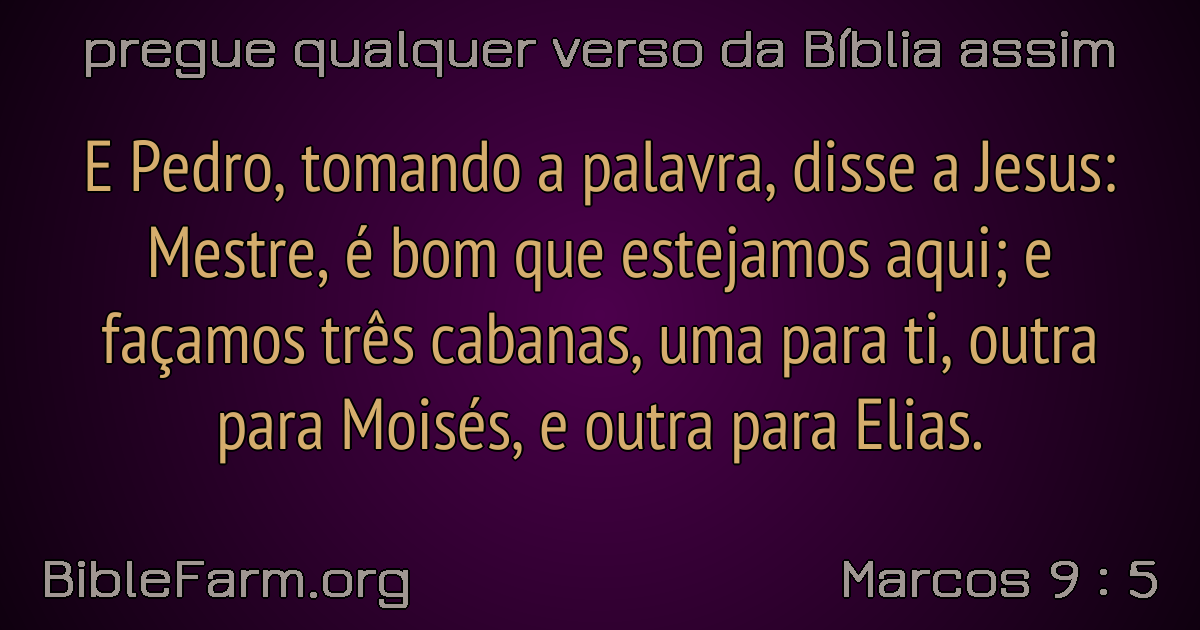 pregue qualquer verso da Bíblia assim
E Pedro, tomando a palavra, disse a Jesus:
Mestre, é bom que estejamos aqui; e
façamos três cabanas, uma para ti, outra
para Moisés, e outra para Elias.
BibleFarm.org
Marcos 9 : 5